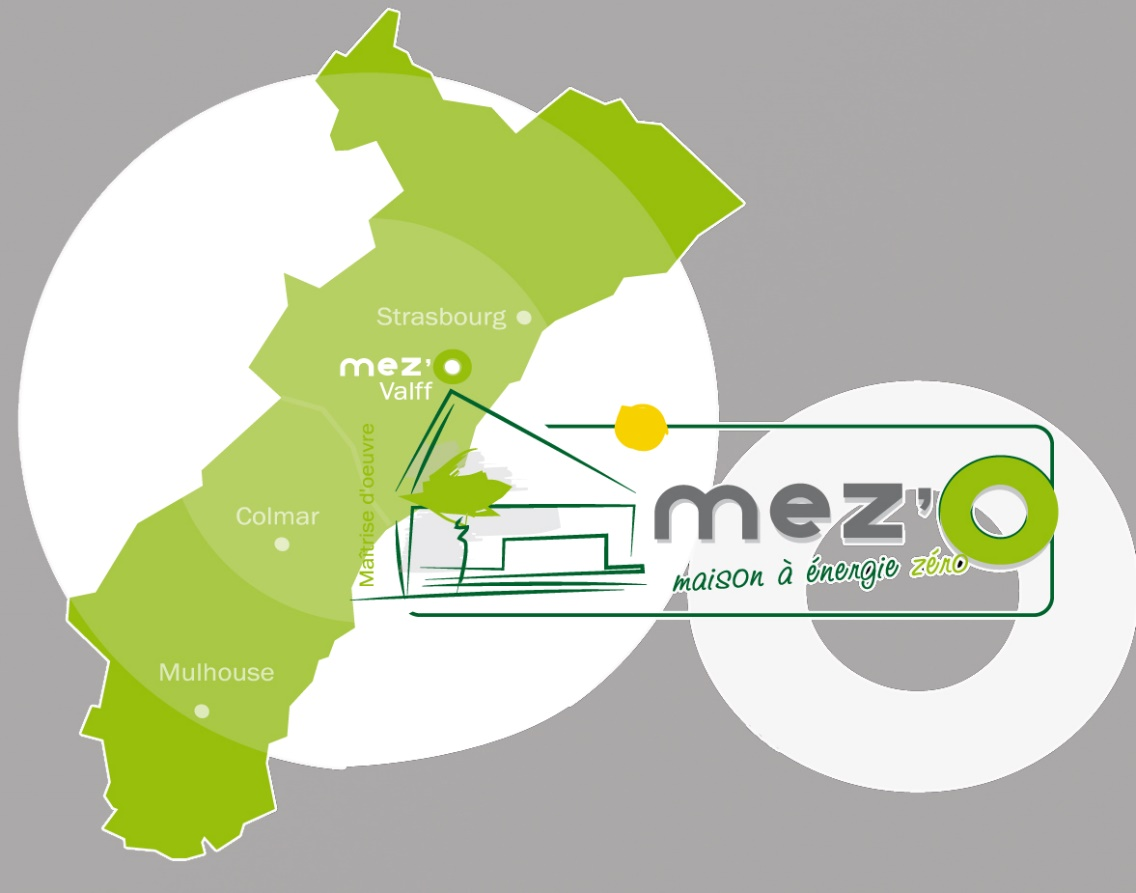 Strasbourg
mez'o
Valff
Maîtrise d'oeuvre
Colmar
mez'o
maison à énergie zéro
Mulhouse